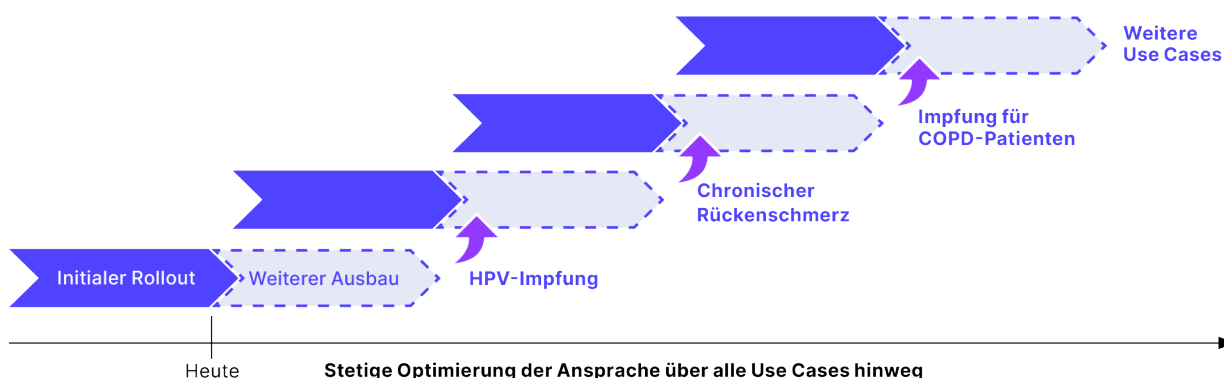 Weitere
Use Cases
Impfung für
COPD-Patienten
Chronischer
Rückenschmerz
Initialer Rollout
Weiterer Ausbau
HPV-Impfung
Heute
Stetige Optimierung der Ansprache über alle Use Cases hinweg